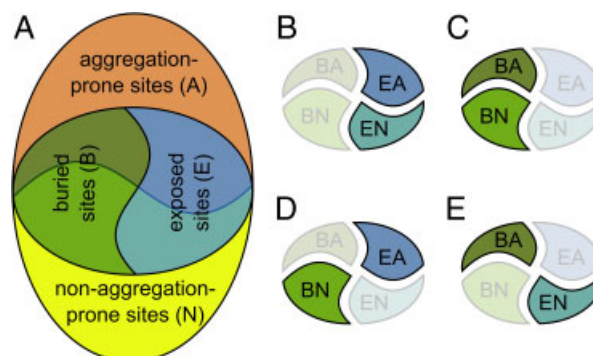 A
aggregation-
prone sites (A)
buried
sites (B)
exposed
sites (E)
non-aggregation-
prone sites (N)
B
BA
EA
BN
EN
C
BA
EA
BN
EN
D
BA
EA
BN
EN
E
BA
EA
BN
EN